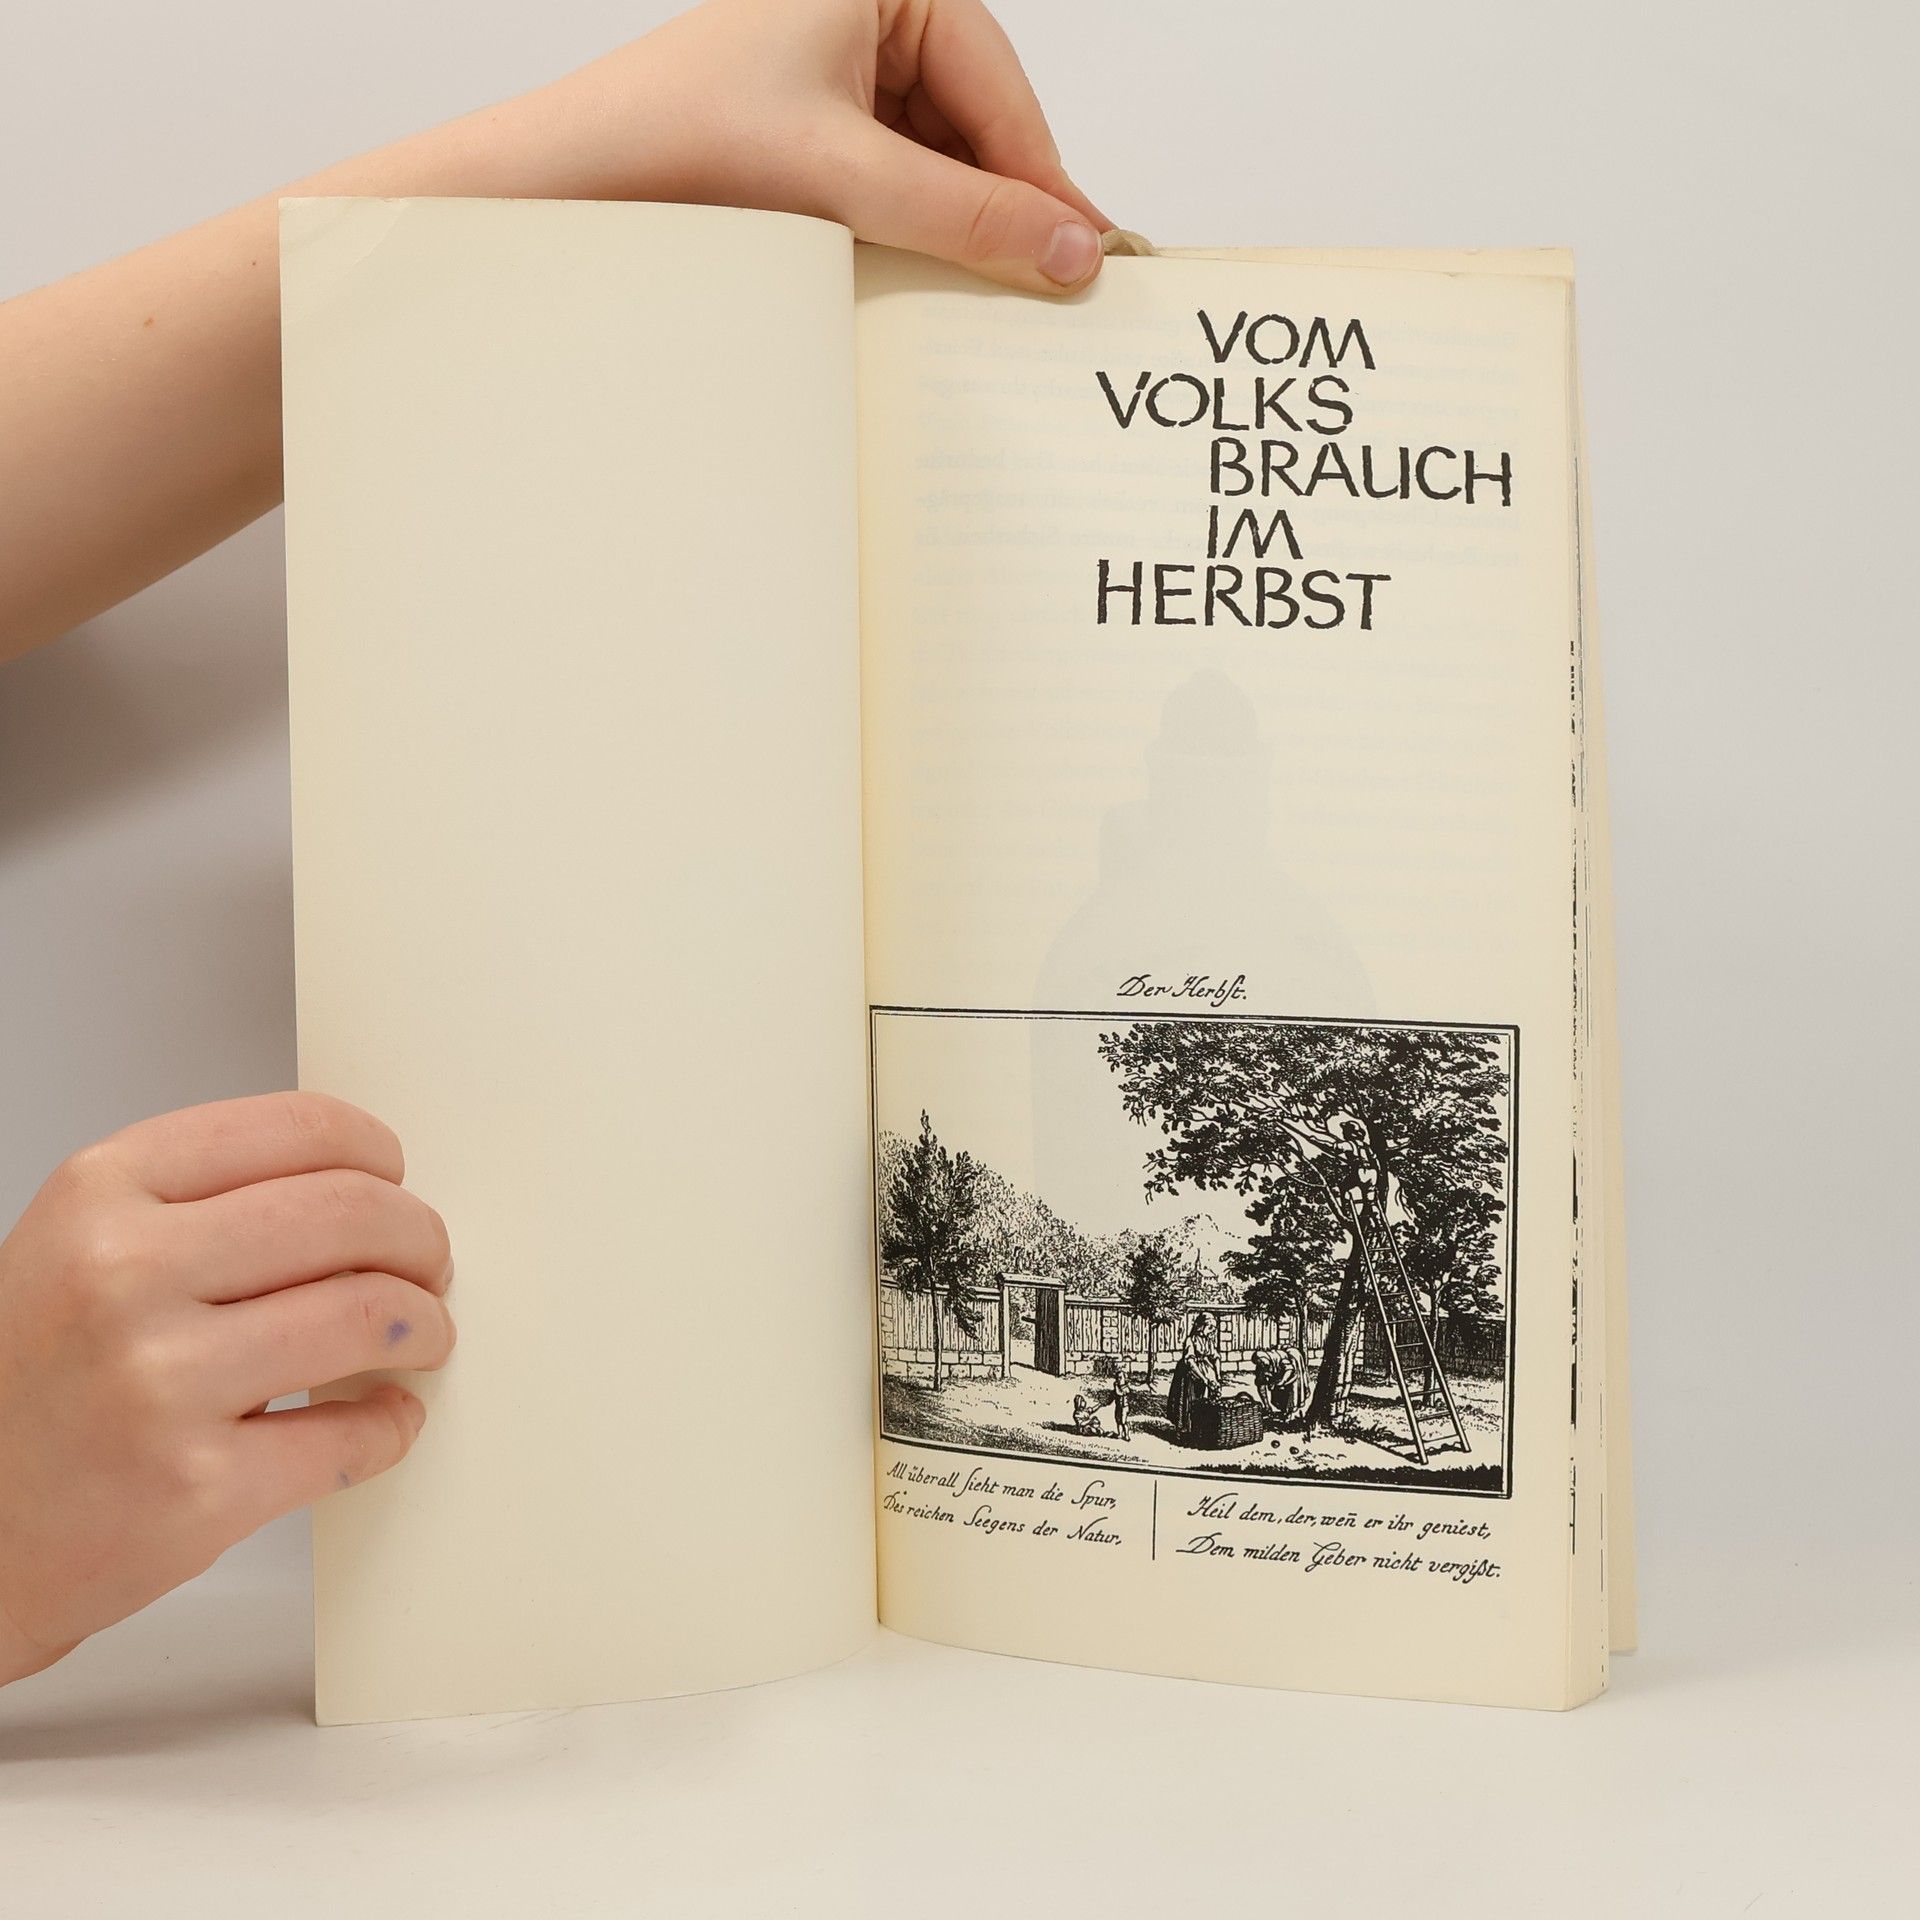 VOM
VOLKS
BRAUCH
IM
HERBST
Der Herbſt.
All überall ſieht man die Spur,
Des reichen Seegens der Natur,
Heil dem, der, wen̄ er ihr geniest,
Dem milden Geber nicht vergißt.